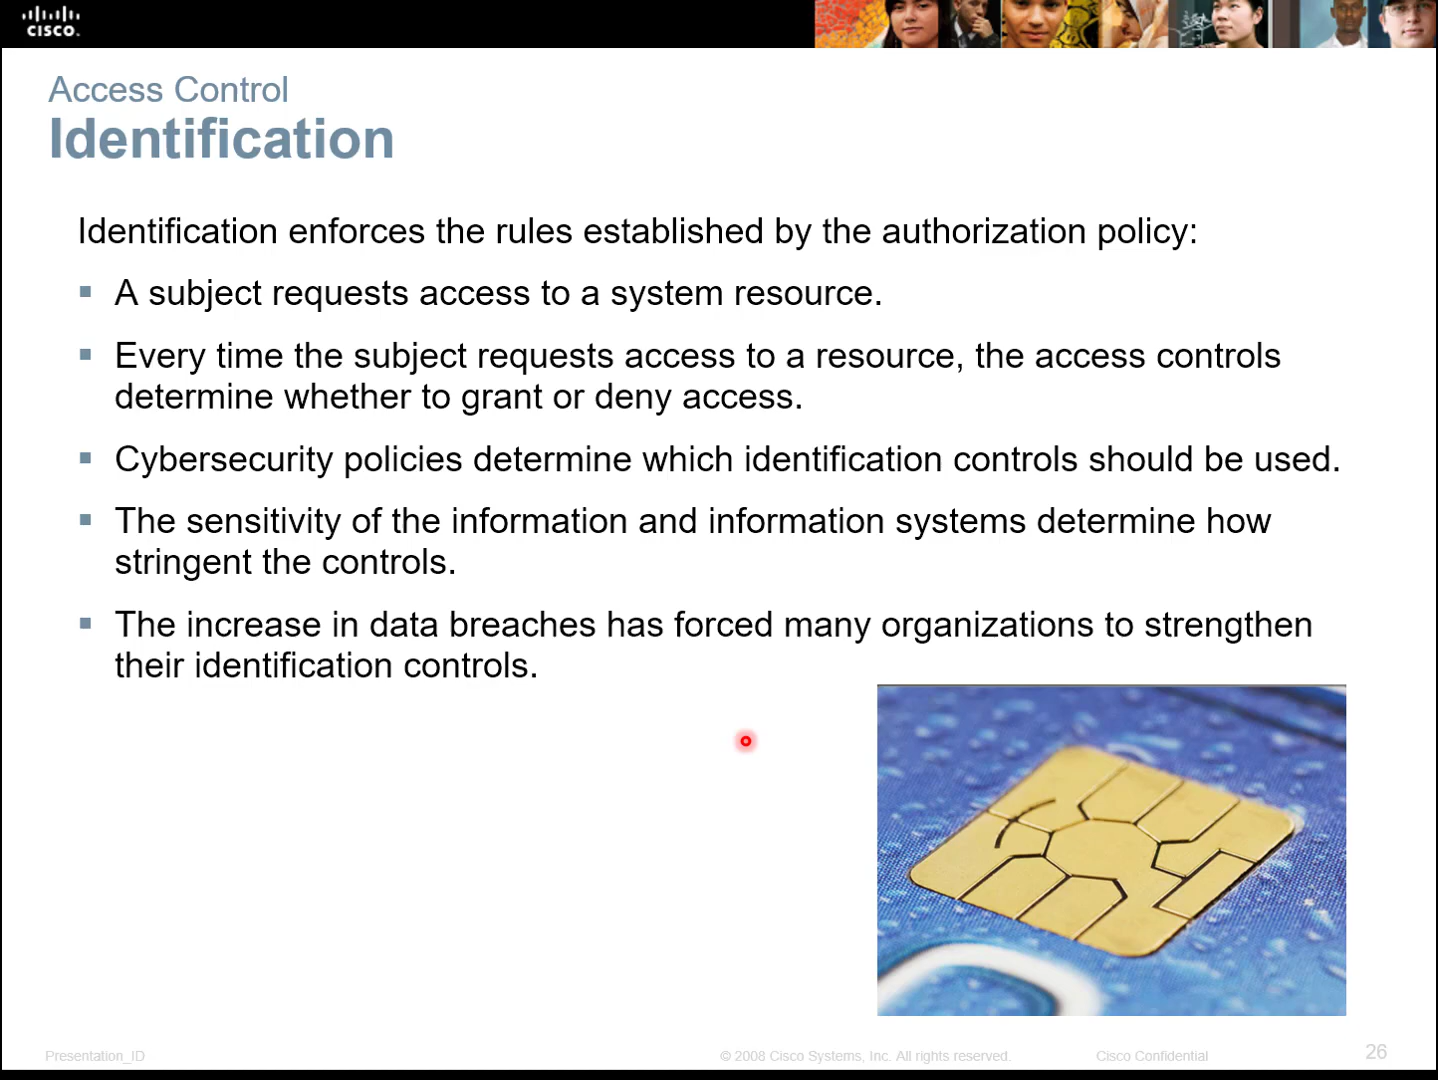 CISCO.
Access Control
Identification
Identification enforces the rules established by the authorization policy:
▪ A subject requests access to a system resource.
▪ Every time the subject requests access to a resource, the access controls
determine whether to grant or deny access.
▪ Cybersecurity policies determine which identification controls should be used.
▪ The sensitivity of the information and information systems determine how
stringent the controls.
▪ The increase in data breaches has forced many organizations to strengthen
their identification controls.
Presentation_ID
© 2008 Cisco Systems, Inc. All rights reserved.
Cisco Confidential
26